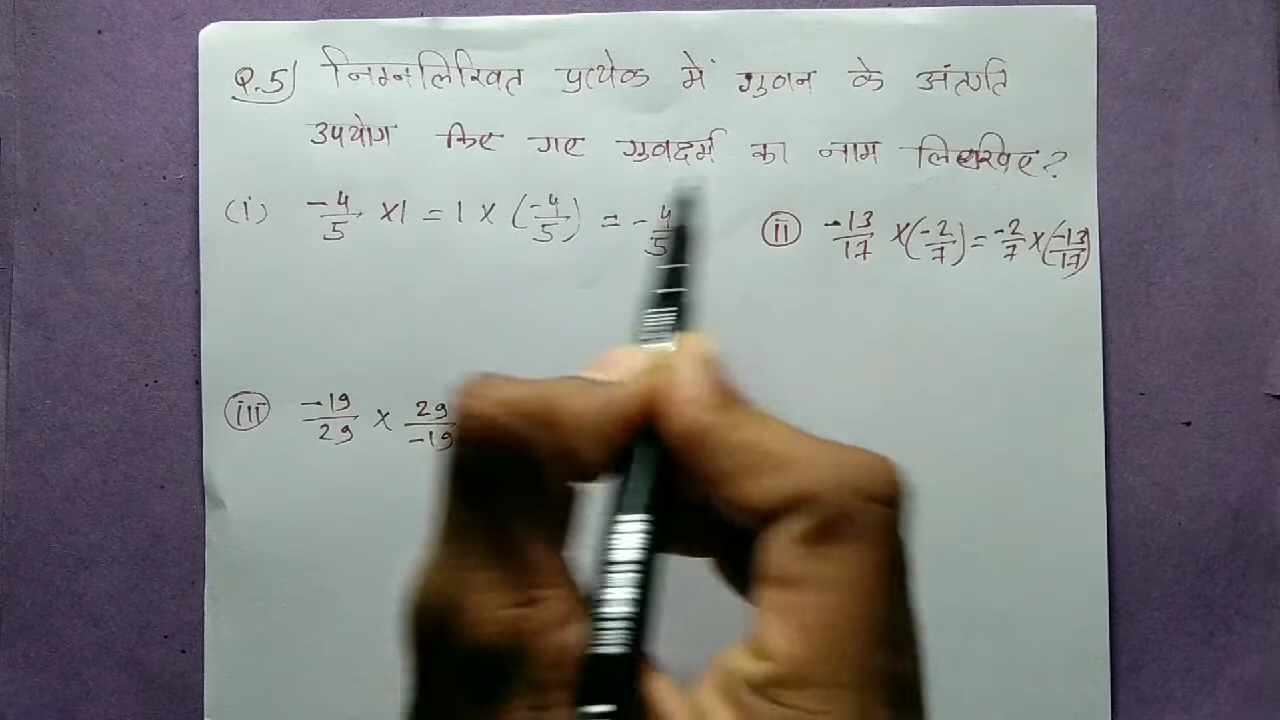 Q.5) निम्नलिखित प्रत्येक में गुणन के अंतर्गत
उपयोग किए गए गुणधर्म का नाम लिखिए?
(i) -4/5 ×1 = 1 × (-4/5) = -4/5
(ii) -13/17 ×(-2/7) = -2/7 ×(-13/17)
(iii) -19/29 × 29/-19